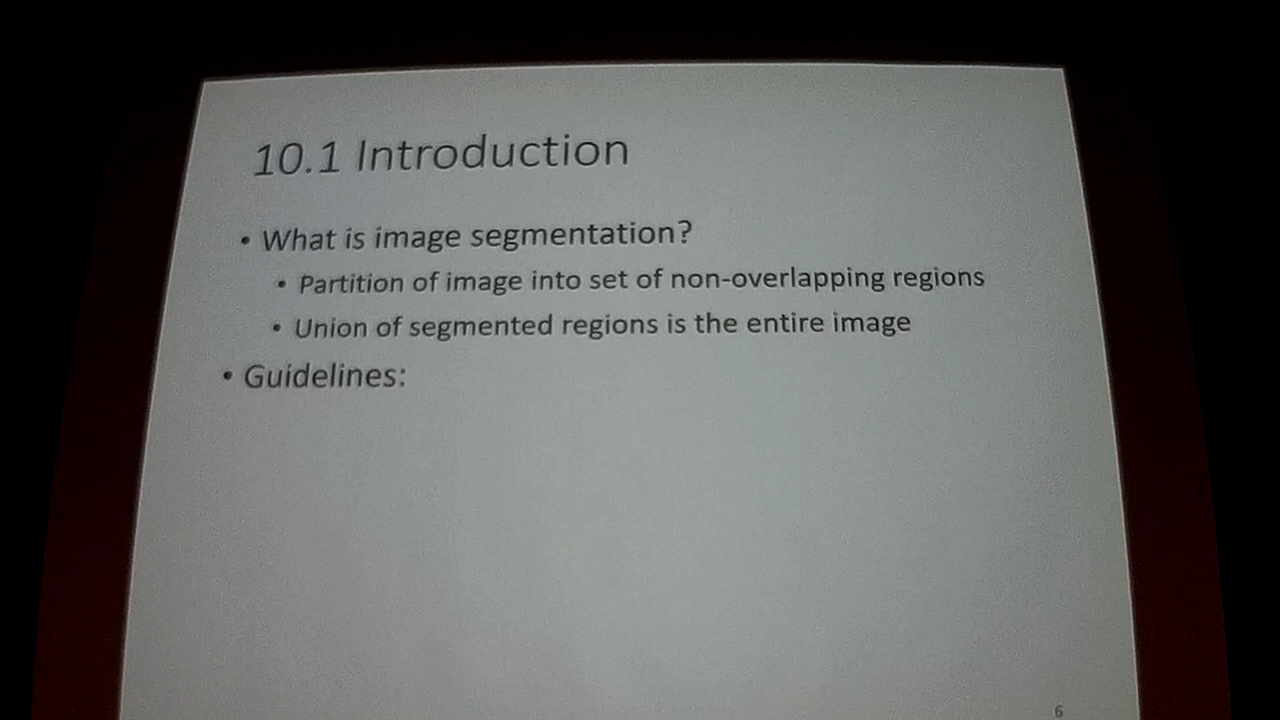 10.1 Introduction
• What is image segmentation?
• Partition of image into set of non-overlapping regions
• Union of segmented regions is the entire image
• Guidelines:
6